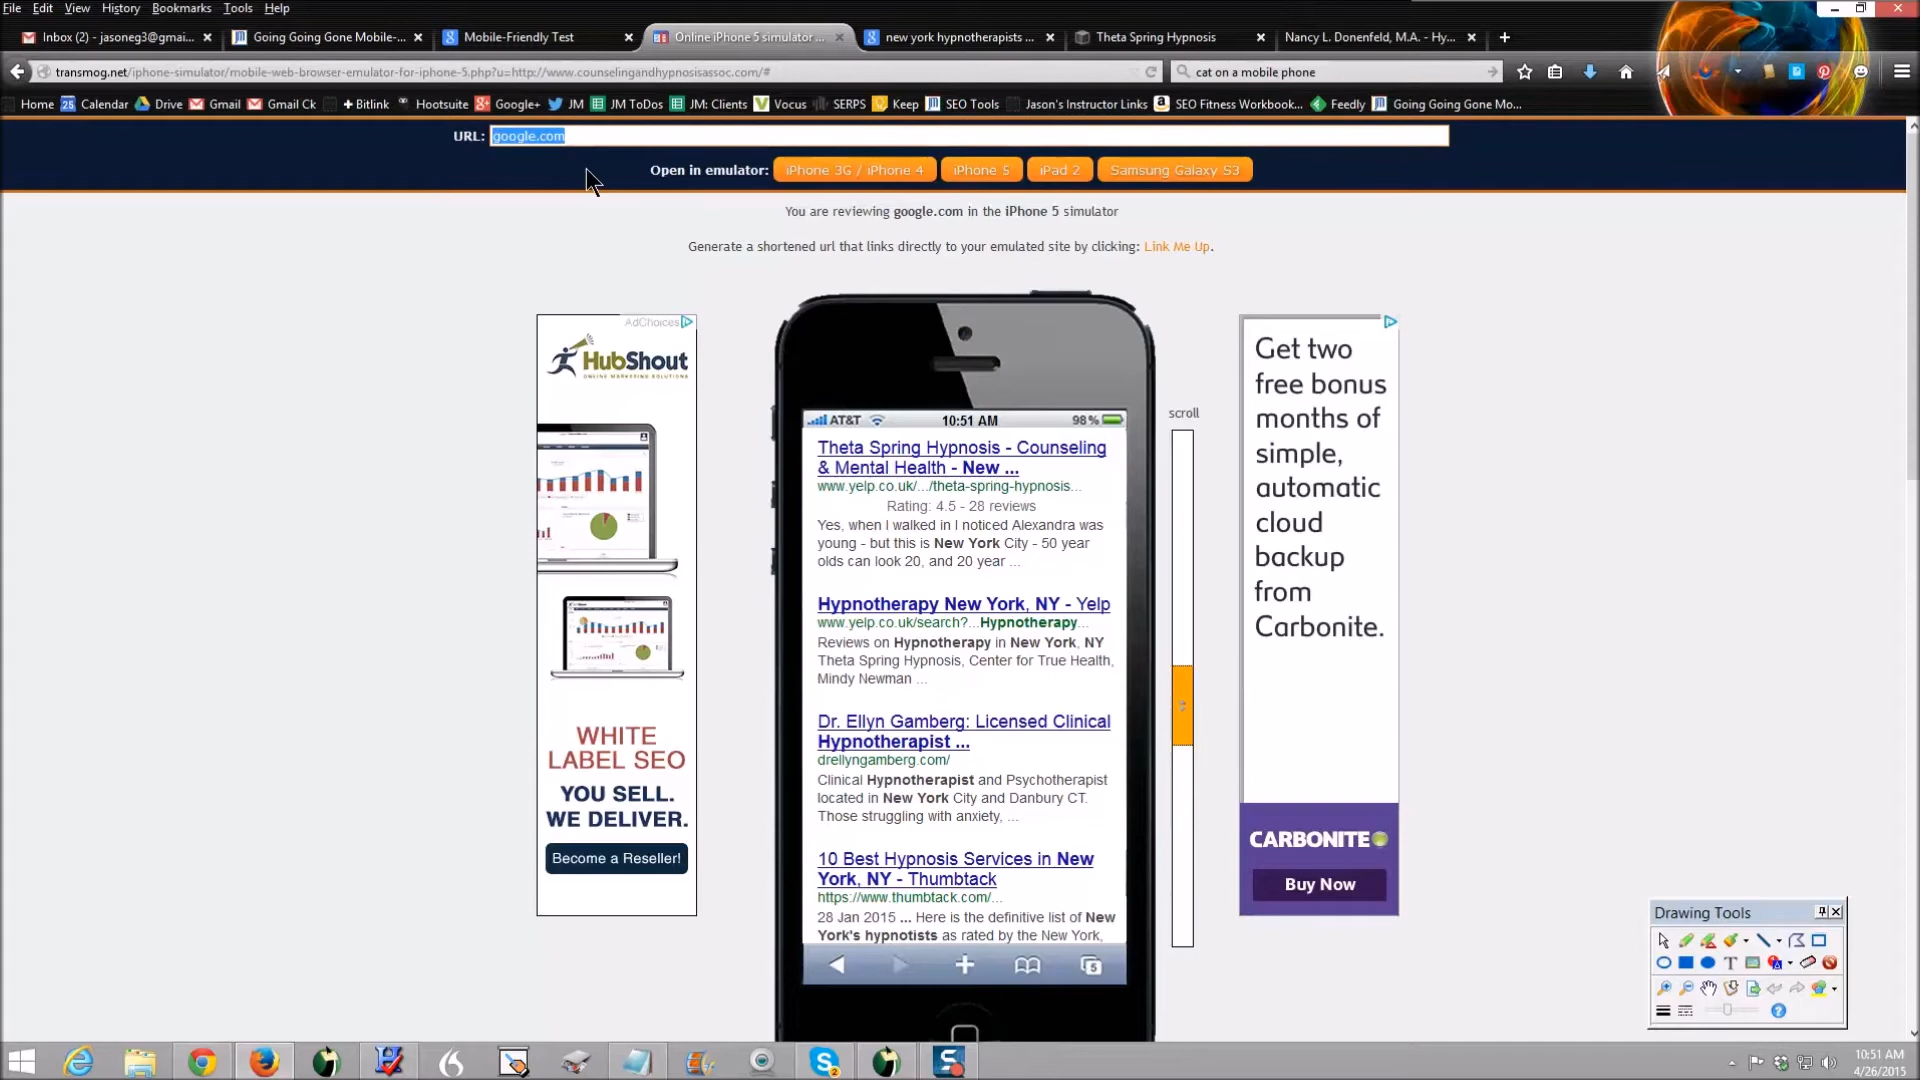 File Edit View History Bookmarks Tools Help
Inbox (2) - jasoneg3@gmai...
Going Going Gone Mobile-...
Mobile-Friendly Test
Online iPhone 5 simulator ...
new york hypnotherapists ...
Theta Spring Hypnosis
Nancy L. Donenfeld, M.A. - Hy...
transmog.net/iphone-simulator/mobile-web-browser-emulator-for-iphone-5.php?u=http://www.counselingandhypnosisassoc.com/#
cat on a mobile phone
Home 25 Calendar Drive Gmail Gmail Ck Bitlink Hootsuite Google+ JM JM ToDos JM: Clients Vocus SERPS Keep SEO Tools Jason's Instructor Links SEO Fitness Workbook... Feedly Going Going Gone Mo...
URL: google.com
Open in emulator: iPhone 3G / iPhone 4 iPhone 5 iPad 2 Samsung Galaxy S3
You are reviewing google.com in the iPhone 5 simulator
Generate a shortened url that links directly to your emulated site by clicking: Link Me Up.
AdChoices
HubShout
ONLINE MARKETING SOLUTIONS
WHITE
LABEL SEO
YOU SELL.
WE DELIVER.
Become a Reseller!
AT&T 10:51 AM 98%
Theta Spring Hypnosis - Counseling
& Mental Health - New ...
www.yelp.co.uk/.../theta-spring-hypnosis...
Rating: 4.5 - 28 reviews
Yes, when I walked in I noticed Alexandra was
young - but this is New York City - 50 year
olds can look 20, and 20 year ...
Hypnotherapy New York, NY - Yelp
www.yelp.co.uk/search?...Hypnotherapy...
Reviews on Hypnotherapy in New York, NY
Theta Spring Hypnosis, Center for True Health,
Mindy Newman ...
Dr. Ellyn Gamberg: Licensed Clinical
Hypnotherapist ...
drellyngamberg.com/
Clinical Hypnotherapist and Psychotherapist
located in New York City and Danbury CT.
Those struggling with anxiety, ...
10 Best Hypnosis Services in New
York, NY - Thumbtack
https://www.thumbtack.com/...
28 Jan 2015 ... Here is the definitive list of New
York's hypnotists as rated by the New York,
5
scroll
Get two
free bonus
months of
simple,
automatic
cloud
backup
from
Carbonite.
CARBONITE
Buy Now
Drawing Tools
10:51 AM
4/26/2015